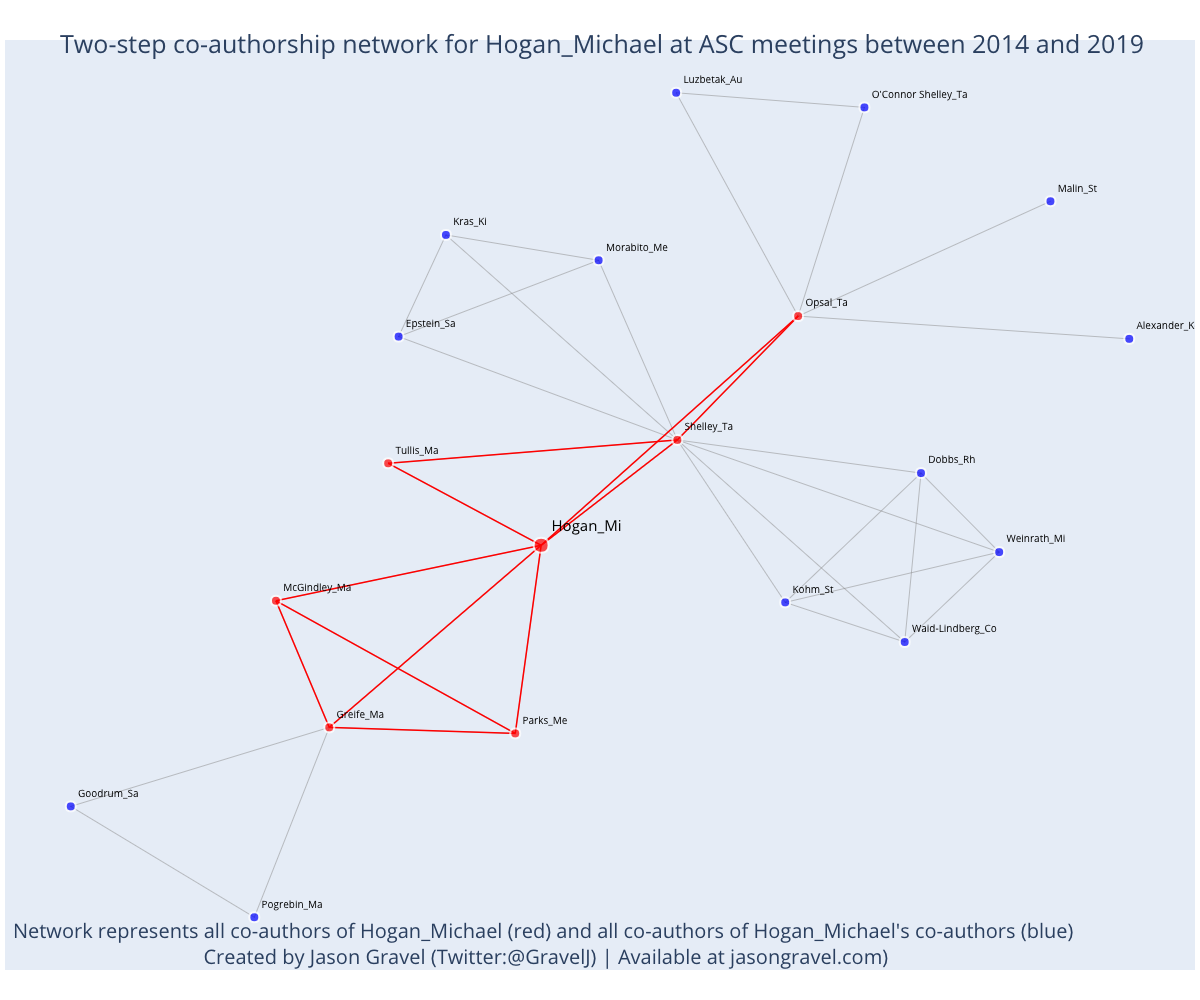 Two-step co-authorship network for Hogan_Michael at ASC meetings between 2014 and 2019
Luzbetak_Au
O'Connor Shelley_Ta
Malin_St
Kras_Ki
Morabito_Me
Opsal_Ta
Epstein_Sa
Alexander_K
Shelley_Ta
Tullis_Ma
Dobbs_Rh
Hogan_Mi
Weinrath_Mi
McGindley_Ma
Kohm_St
Waid-Lindberg_Co
Greife_Ma
Parks_Me
Goodrum_Sa
Pogrebin_Ma
Network represents all co-authors of Hogan_Michael (red) and all co-authors of Hogan_Michael's co-authors (blue)
Created by Jason Gravel (Twitter:@GravelJ) | Available at jasongravel.com)